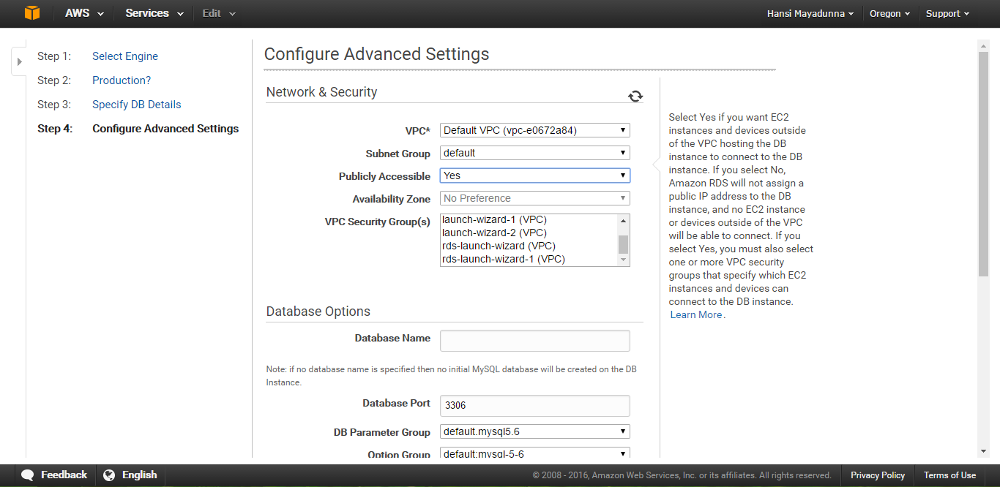 AWS Services Edit Hansi Mayadunna Oregon Support
Step 1: Select Engine
Step 2: Production?
Step 3: Specify DB Details
Step 4: Configure Advanced Settings
Configure Advanced Settings
Network & Security
VPC* Default VPC (vpc-e0672a84)
Subnet Group default
Publicly Accessible Yes
Availability Zone No Preference
VPC Security Group(s) launch-wizard-1 (VPC)
launch-wizard-2 (VPC)
rds-launch-wizard (VPC)
rds-launch-wizard-1 (VPC)
Select Yes if you want EC2
instances and devices outside
of the VPC hosting the DB
instance to connect to the DB
instance. If you select No,
Amazon RDS will not assign a
public IP address to the DB
instance, and no EC2 instance
or devices outside of the VPC
will be able to connect. If you
select Yes, you must also select
one or more VPC security
groups that specify which EC2
instances and devices can
connect to the DB instance.
Learn More.
Database Options
Database Name
Note: if no database name is specified then no initial MySQL database will be created on the DB
Instance.
Database Port 3306
DB Parameter Group default.mysql5.6
Option Group default:mysql-5-6
Feedback English © 2008 - 2016, Amazon Web Services, Inc. or its affiliates. All rights reserved. Privacy Policy Terms of Use